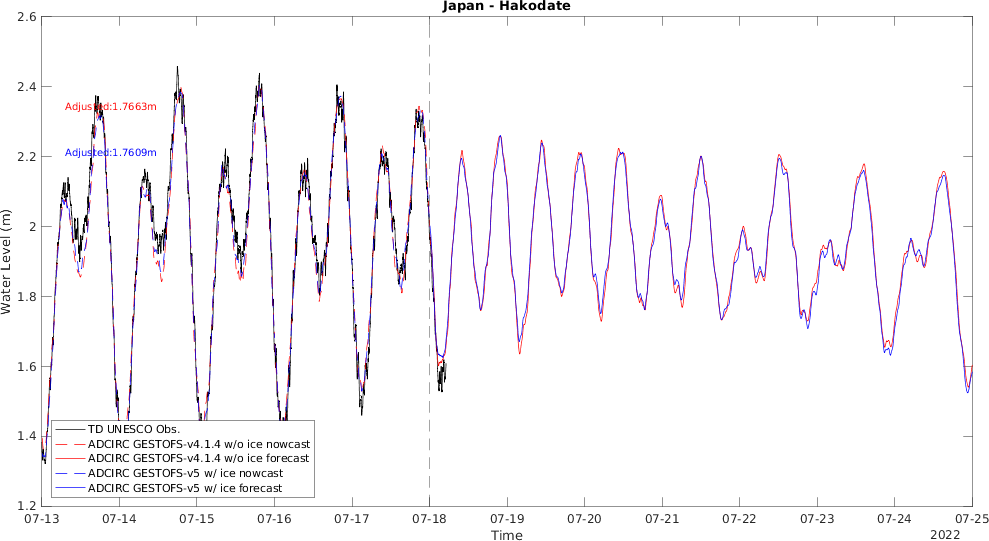 Japan - Hakodate
2.6
2.4
2.2
2
1.8
1.6
1.4
1.2
Water Level (m)
Adjusted:1.7663m
Adjusted:1.7609m
TD UNESCO Obs.
ADCIRC GESTOFS-v4.1.4 w/o ice nowcast
ADCIRC GESTOFS-v4.1.4 w/o ice forecast
ADCIRC GESTOFS-v5 w/ ice nowcast
ADCIRC GESTOFS-v5 w/ ice forecast
07-13 07-14 07-15 07-16 07-17 07-18 07-19 07-20 07-21 07-22 07-23 07-24 07-25
Time
2022